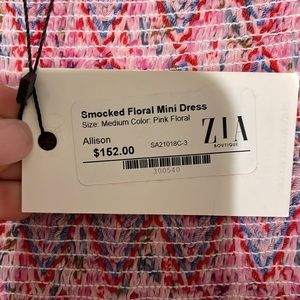 Smocked Floral Mini Dress
Size: Medium Color: Pink Floral
Allison
$152.00
SA21018C-3
ZIA
BOUTIQUE
300540